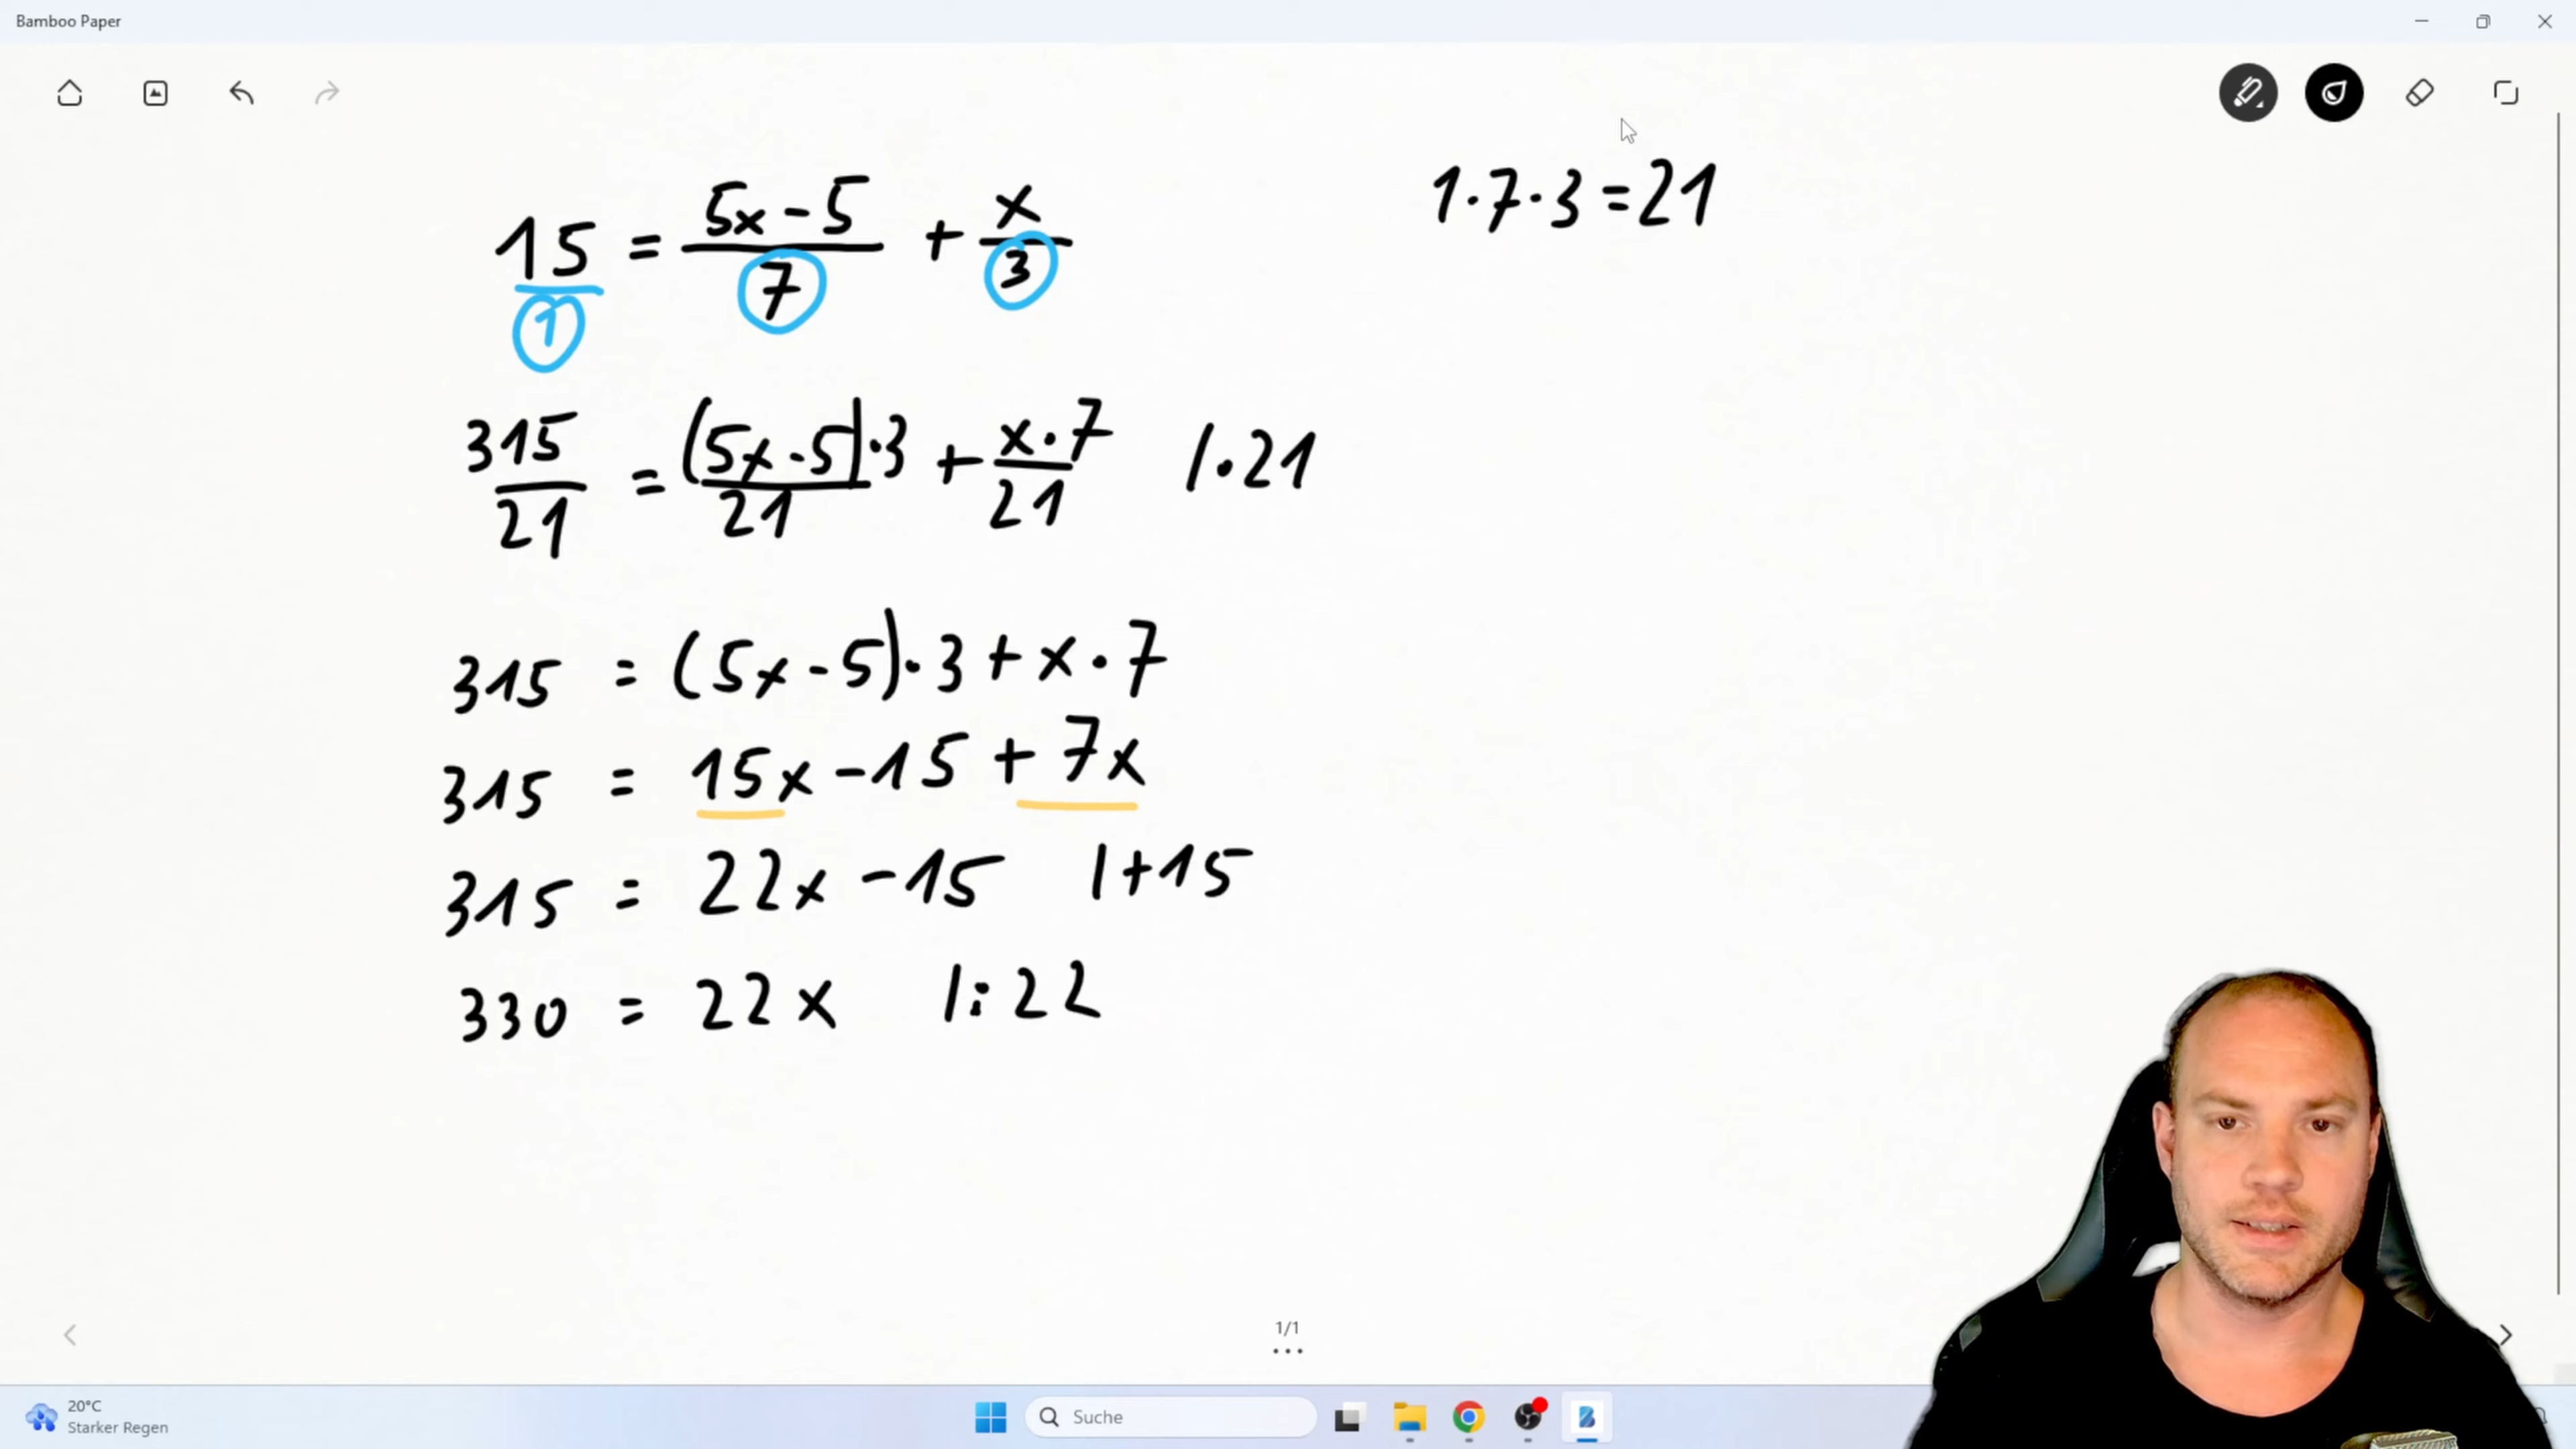 Bamboo Paper
15/1 = (5x - 5)/7 + x/3
1·7·3 = 21
315/21 = (5x - 5)·3/21 + x·7/21 |·21
315 = (5x - 5)·3 + x·7
315 = 15x - 15 + 7x
315 = 22x - 15 |+15
330 = 22x |:22
1/1
20°C
Starker Regen
Suche